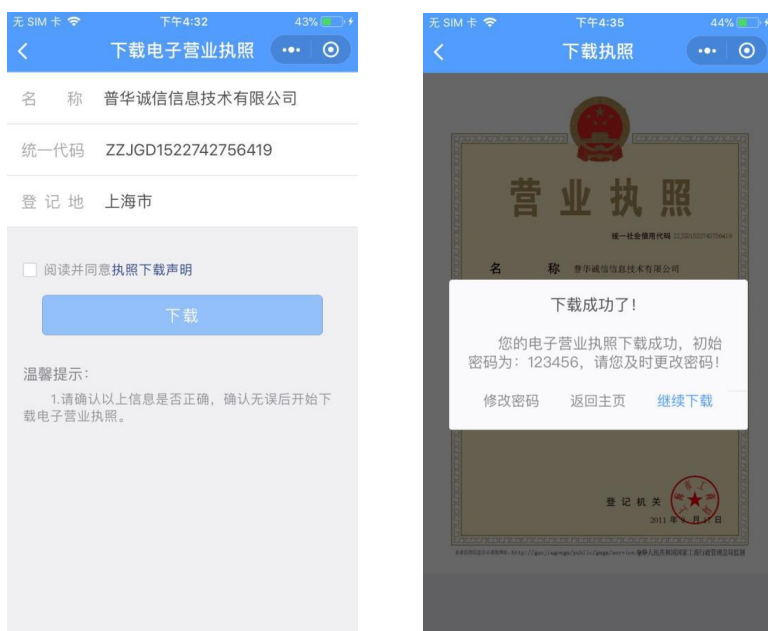 无 SIM 卡
下午4:32
43%
下载电子营业执照
名 称 普华诚信信息技术有限公司
统一代码 ZZJGD1522742756419
登 记 地 上海市
阅读并同意执照下载声明
下载
温馨提示:
1.请确认以上信息是否正确，确认无误后开始下
载电子营业执照。
无 SIM 卡
下午4:35
44%
下载执照
营业执照
统一社会信用代码 ZZJGD1522742756419
名 称 普华诚信信息技术有限公司
下载成功了!
您的电子营业执照下载成功，初始
密码为：123456，请您及时更改密码!
修改密码 返回主页 继续下载
登 记 机 关
2011 年
月
日